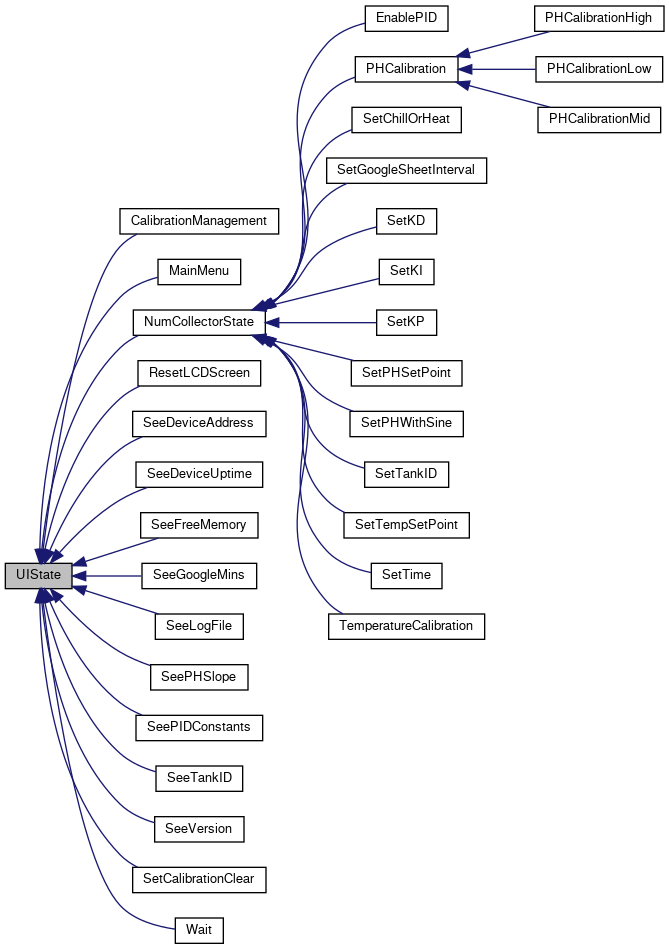 EnablePID
PHCalibrationHigh
PHCalibration
PHCalibrationLow
SetChillOrHeat
PHCalibrationMid
SetGoogleSheetInterval
CalibrationManagement
SetKD
MainMenu
SetKI
NumCollectorState
SetKP
ResetLCDScreen
SetPHSetPoint
SeeDeviceAddress
SetPHWithSine
SeeDeviceUptime
SetTankID
SeeFreeMemory
SetTempSetPoint
UIState
SeeGoogleMins
SetTime
SeeLogFile
TemperatureCalibration
SeePHSlope
SeePIDConstants
SeeTankID
SeeVersion
SetCalibrationClear
Wait